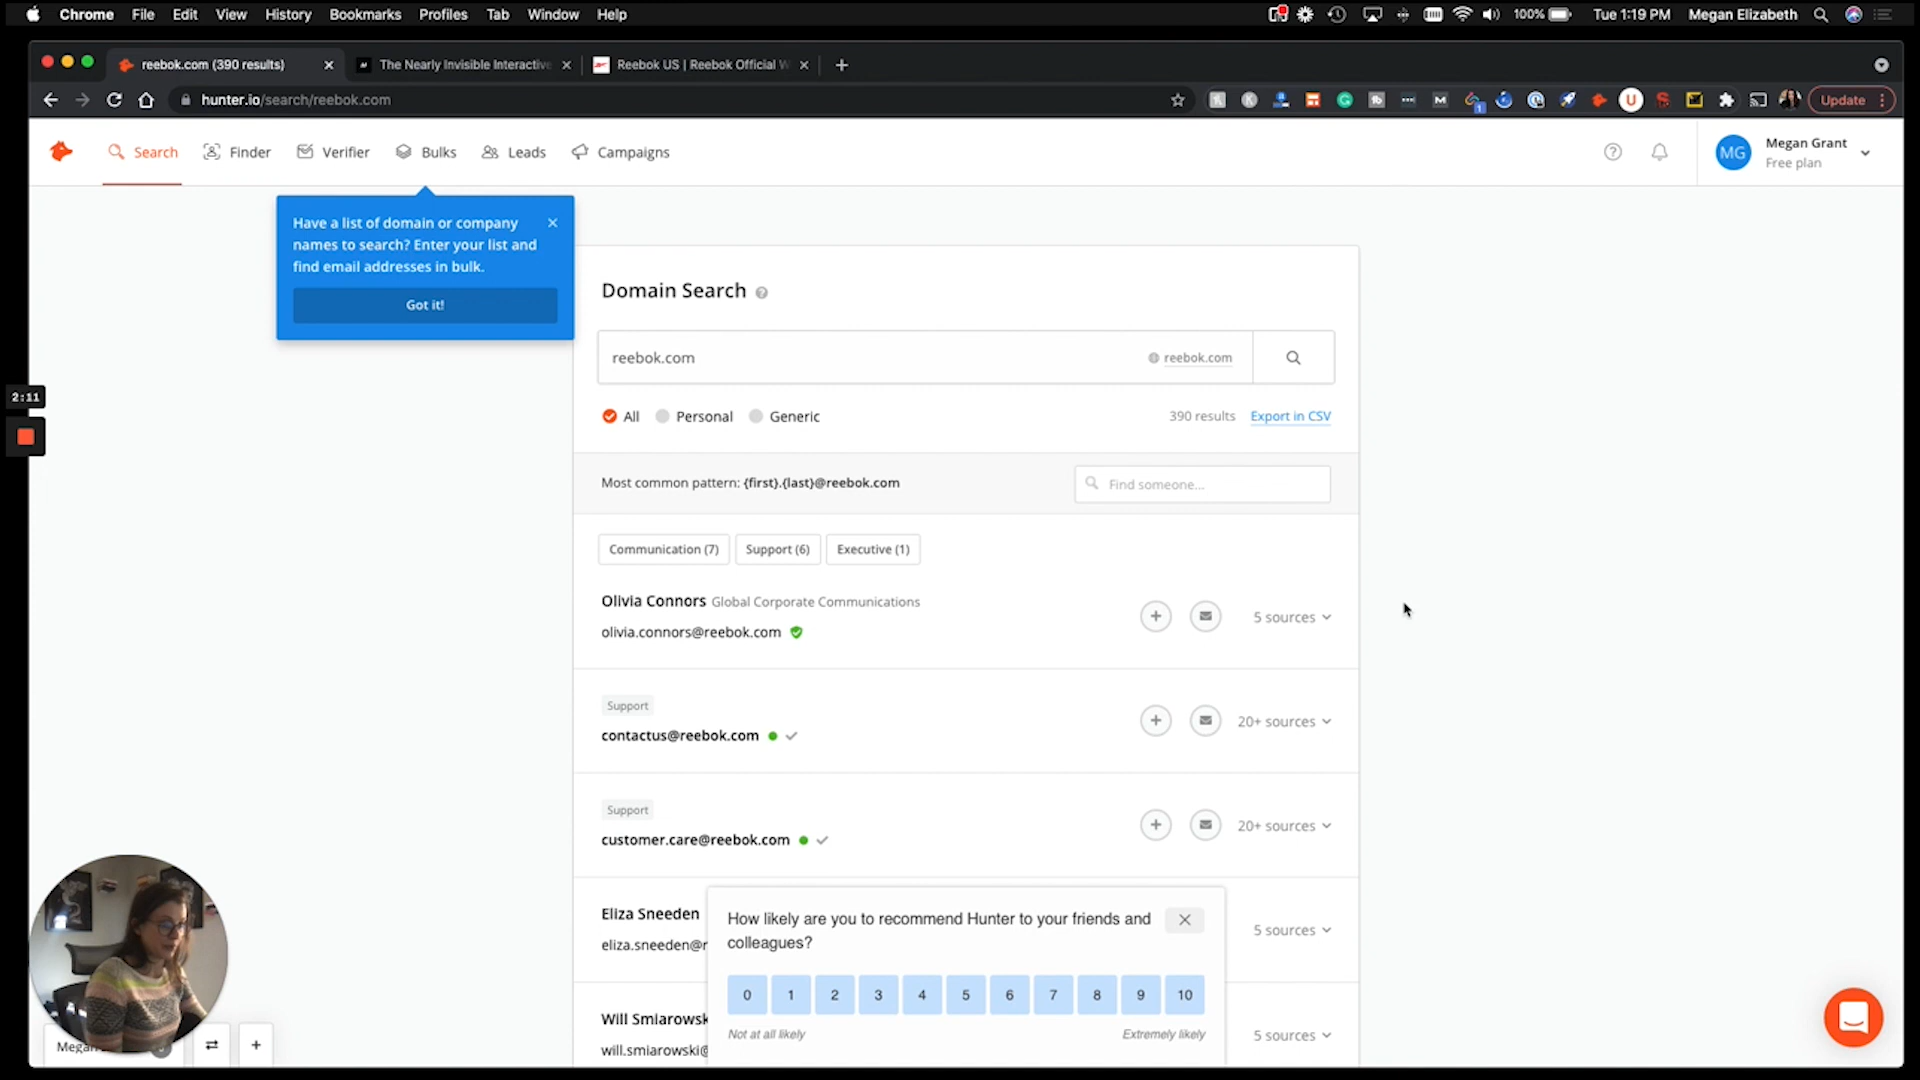 Chrome File Edit View History Bookmarks Profiles Tab Window Help
100% Tue 1:19 PM Megan Elizabeth
reebok.com (390 results)
The Nearly Invisible Interactive
Reebok US | Reebok Official W
hunter.io/search/reebok.com
Update
Search Finder Verifier Bulks Leads Campaigns
MG
Megan Grant
Free plan
Have a list of domain or company
names to search? Enter your list and
find email addresses in bulk.
Got it!
2:11
Domain Search
reebok.com
reebok.com
All Personal Generic
390 results Export in CSV
Most common pattern: {first}.{last}@reebok.com
Find someone...
Communication (7) Support (6) Executive (1)
Olivia Connors Global Corporate Communications
olivia.connors@reebok.com
5 sources
Support
contactus@reebok.com
20+ sources
Support
customer.care@reebok.com
20+ sources
Eliza Sneeden
eliza.sneeden@r
5 sources
How likely are you to recommend Hunter to your friends and
colleagues?
0 1 2 3 4 5 6 7 8 9 10
Not at all likely Extremely likely
Will Smiarowsk
will.smiarowski@
5 sources
Megan